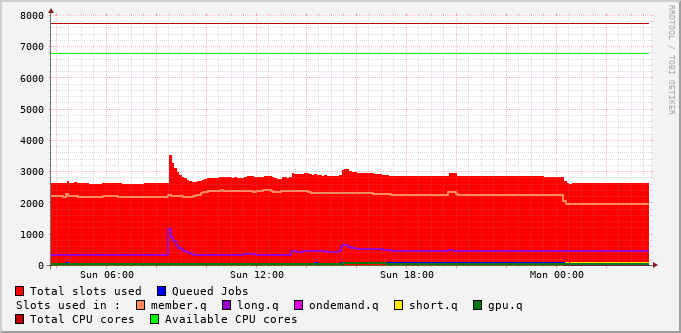 8000
7000
6000
5000
4000
3000
2000
1000
0
Sun 06:00 Sun 12:00 Sun 18:00 Mon 00:00
Total slots used Queued Jobs
Slots used in : member.q long.q ondemand.q short.q gpu.q
Total CPU cores Available CPU cores
RRDTOOL / TOBI OETIKER